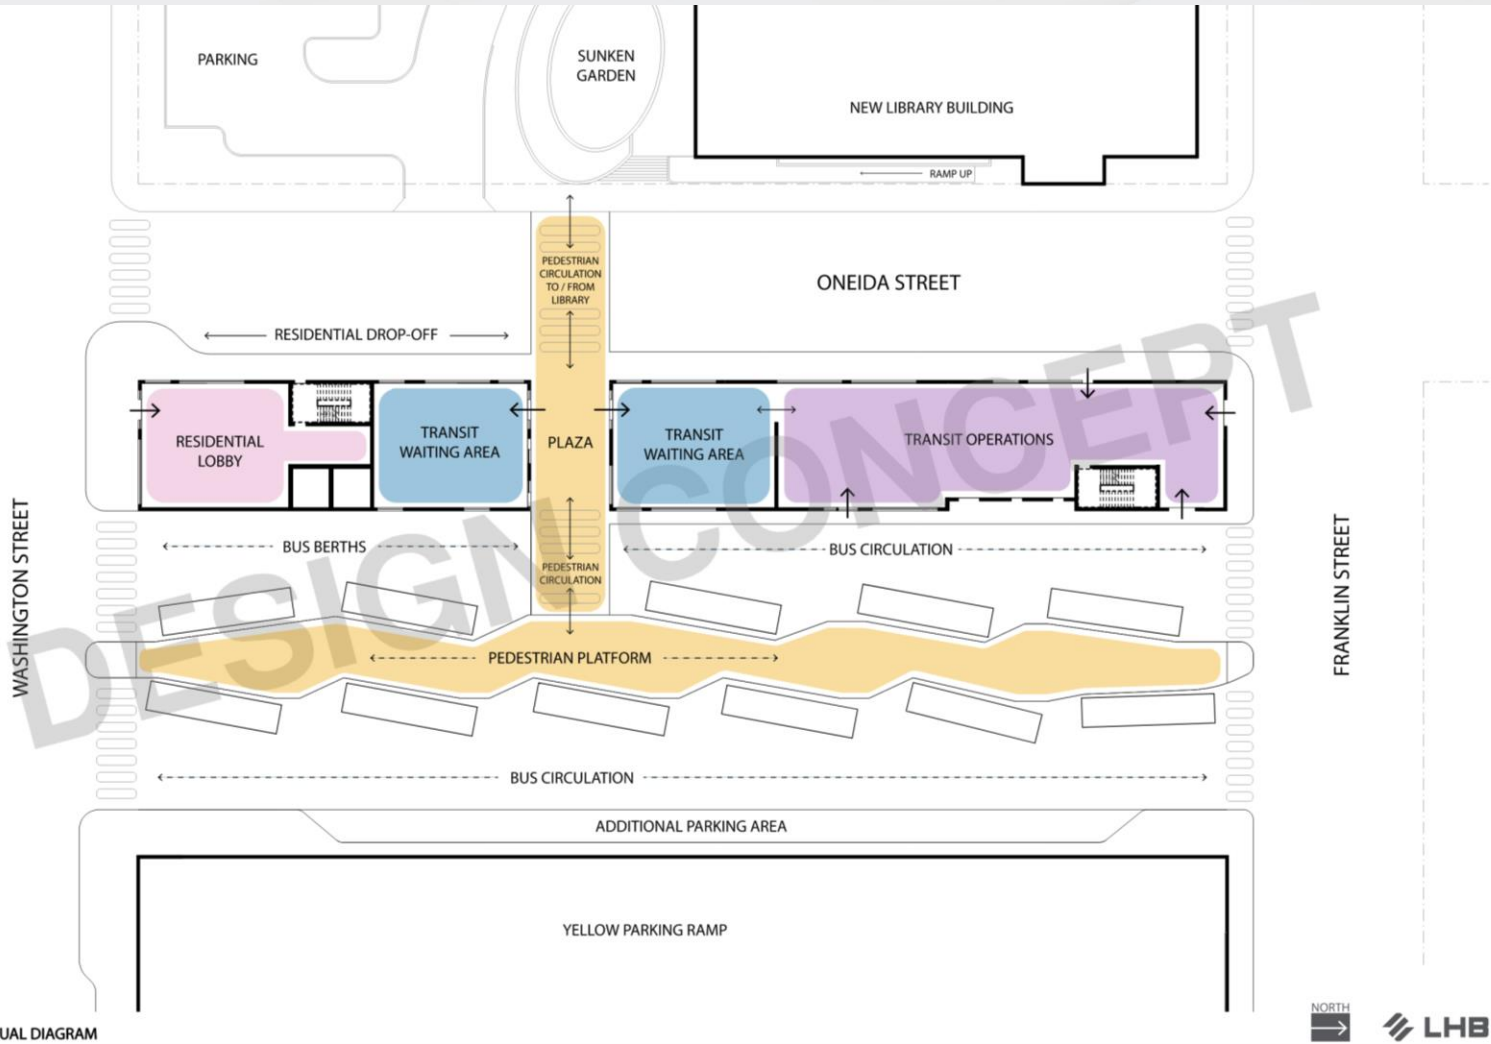 PARKING
SUNKEN
GARDEN
NEW LIBRARY BUILDING
RAMP UP
PEDESTRIAN
CIRCULATION
TO / FROM
LIBRARY
ONEIDA STREET
RESIDENTIAL DROP-OFF
RESIDENTIAL
LOBBY
TRANSIT
WAITING AREA
PLAZA
TRANSIT
WAITING AREA
TRANSIT OPERATIONS
BUS BERTHS
PEDESTRIAN
CIRCULATION
BUS CIRCULATION
WASHINGTON STREET
FRANKLIN STREET
PEDESTRIAN PLATFORM
BUS CIRCULATION
ADDITIONAL PARKING AREA
YELLOW PARKING RAMP
DESIGN CONCEPT
UAL DIAGRAM
NORTH
LHB